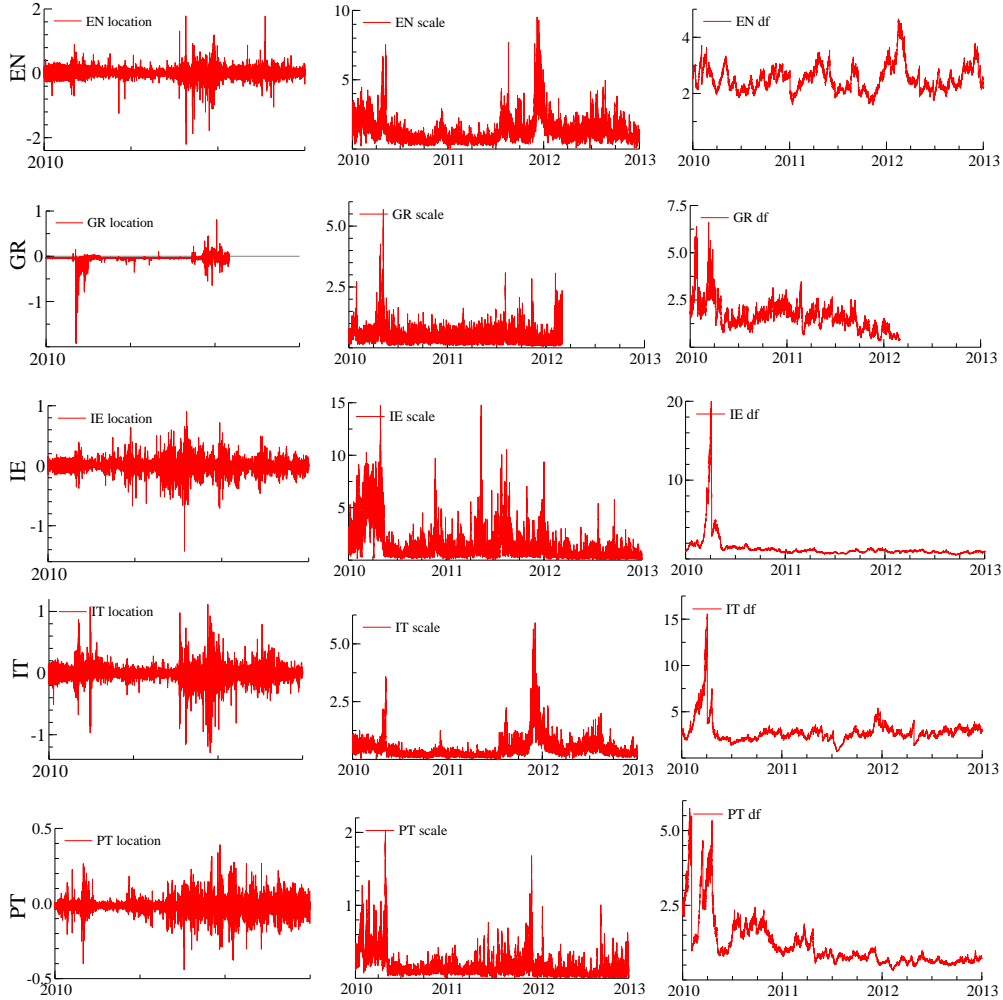 EN
2
0
-2
2010
EN location
10
5
2010 2011 2012 2013
EN scale
4
2
2010 2011 2012 2013
EN df
GR
1
0
-1
2010
GR location
5.0
2.5
2010 2011 2012 2013
GR scale
7.5
5.0
2.5
2010 2011 2012 2013
GR df
IE
1
0
-1
2010
IE location
15
10
5
2010 2011 2012 2013
IE scale
20
10
2010 2011 2012 2013
IE df
IT
1
0
-1
2010
IT location
5.0
2.5
2010 2011 2012 2013
IT scale
15
10
5
2010 2011 2012 2013
IT df
PT
0.5
0.0
-0.5
2010
PT location
2
1
2010 2011 2012 2013
PT scale
5.0
2.5
2010 2011 2012 2013
PT df